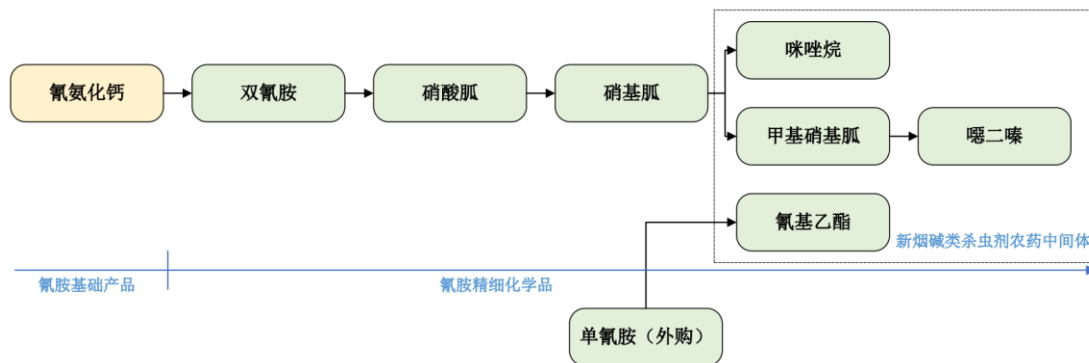 咪唑烷
氰氨化钙
双氰胺
硝酸胍
硝基胍
甲基硝基胍
噁二嗪
氰基乙酯
新烟碱类杀虫剂农药中间体
氰胺基础产品
氰胺精细化学品
单氰胺（外购）